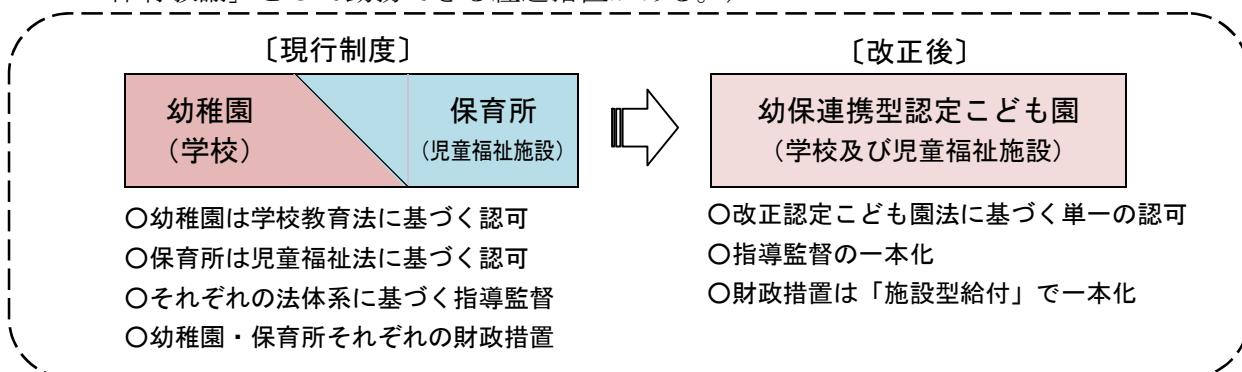 〔現行制度〕
〔改正後〕
幼稚園
(学校)
保育所
(児童福祉施設)
幼保連携型認定こども園
(学校及び児童福祉施設)
○幼稚園は学校教育法に基づく認可
○保育所は児童福祉法に基づく認可
○それぞれの法体系に基づく指導監督
○幼稚園・保育所それぞれの財政措置
○改正認定こども園法に基づく単一の認可
○指導監督の一本化
○財政措置は「施設型給付」で一本化